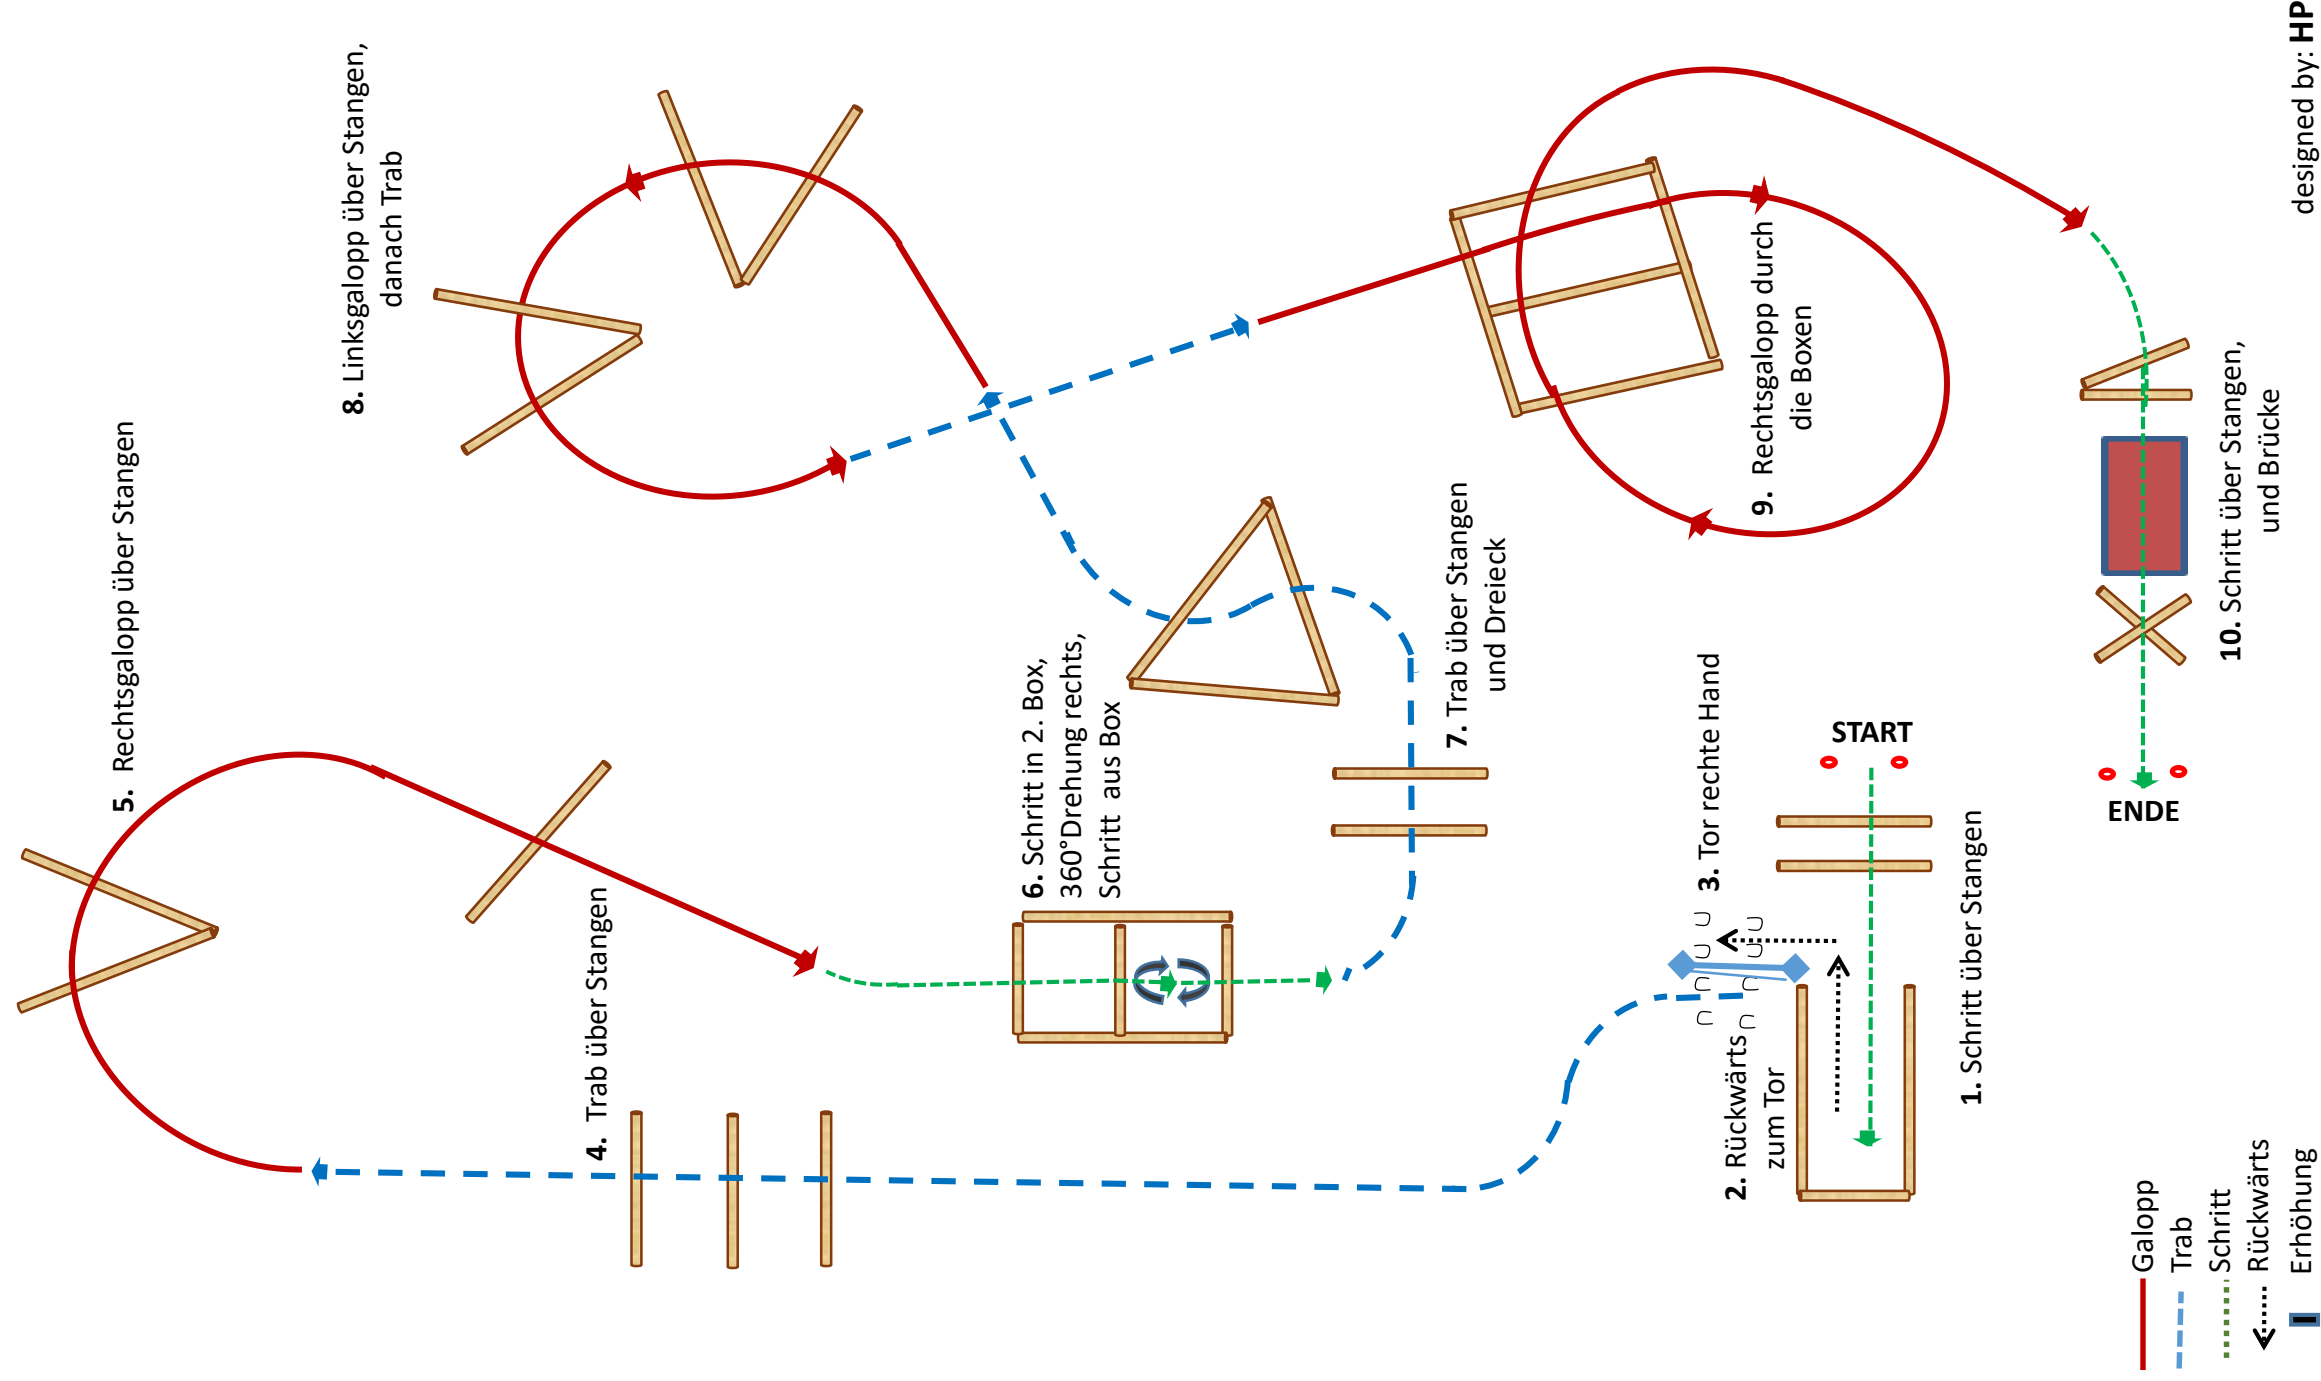 1. Schritt über Stangen
2. Rückwärts
zum Tor
3. Tor rechte Hand
4. Trab über Stangen
5. Rechtsgalopp über Stangen
6. Schritt in 2. Box,
360°Drehung rechts,
Schritt aus Box
7. Trab über Stangen
und Dreieck
8. Linksgalopp über Stangen,
danach Trab
9. Rechtsgalopp durch
die Boxen
10. Schritt über Stangen,
und Brücke
START
ENDE
Galopp
Trab
Schritt
Rückwärts
Erhöhung
designed by: HP